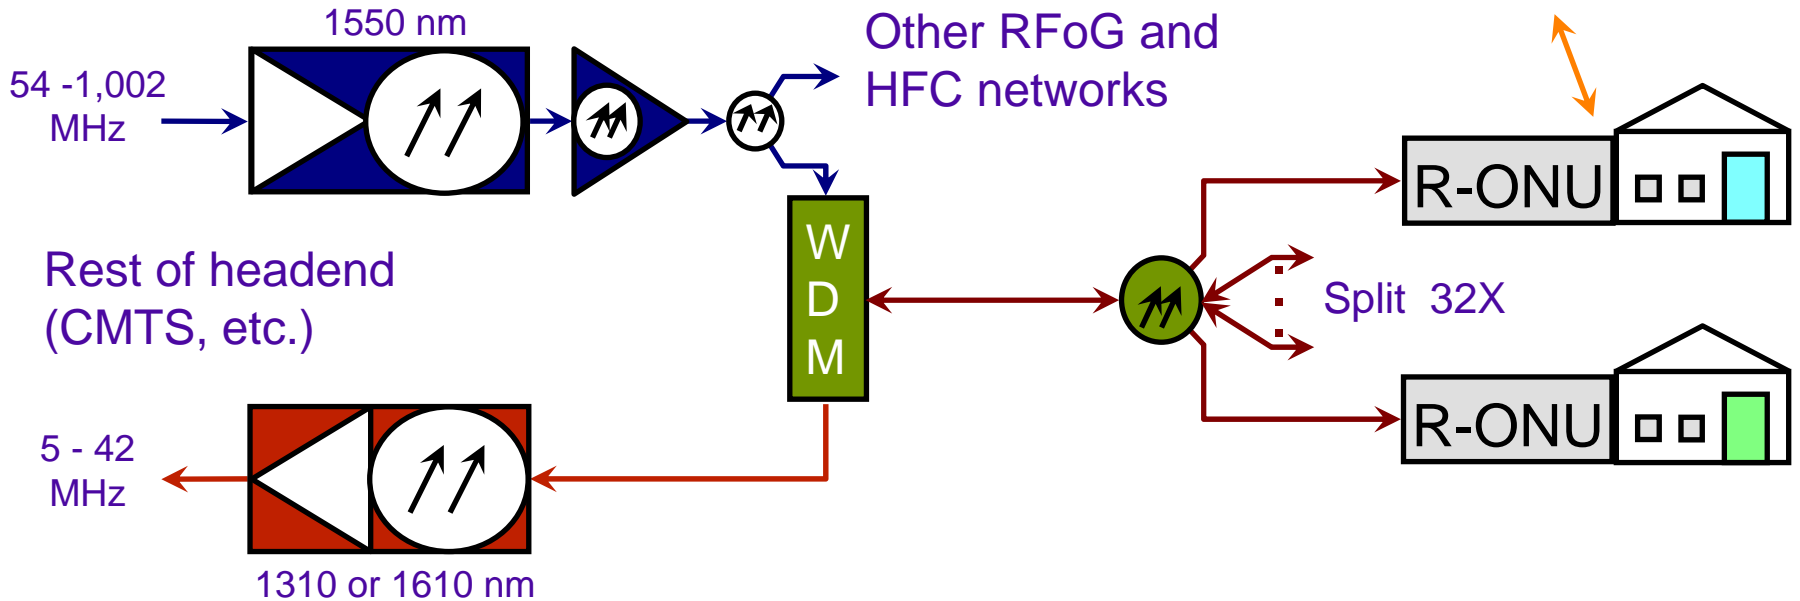 1550 nm
54 -1,002
MHz
Other RFoG and
HFC networks
R-ONU
W
D
M
Rest of headend
(CMTS, etc.)
Split 32X
R-ONU
5 - 42
MHz
1310 or 1610 nm